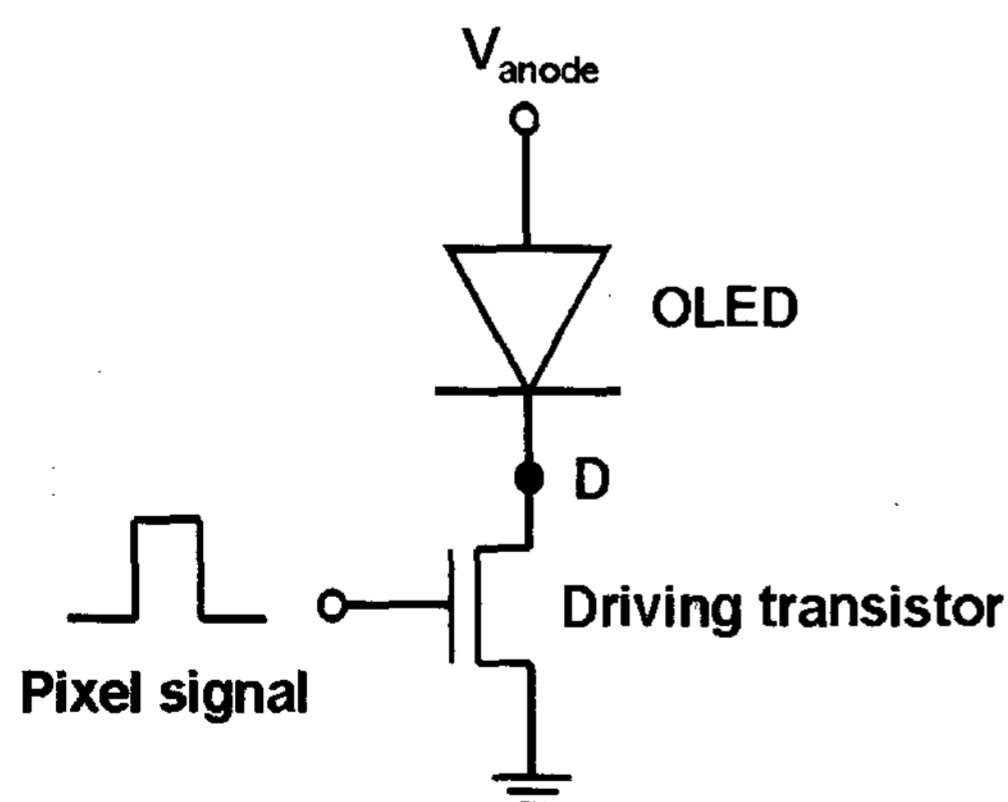 Vanode
OLED
D
Driving transistor
Pixel signal